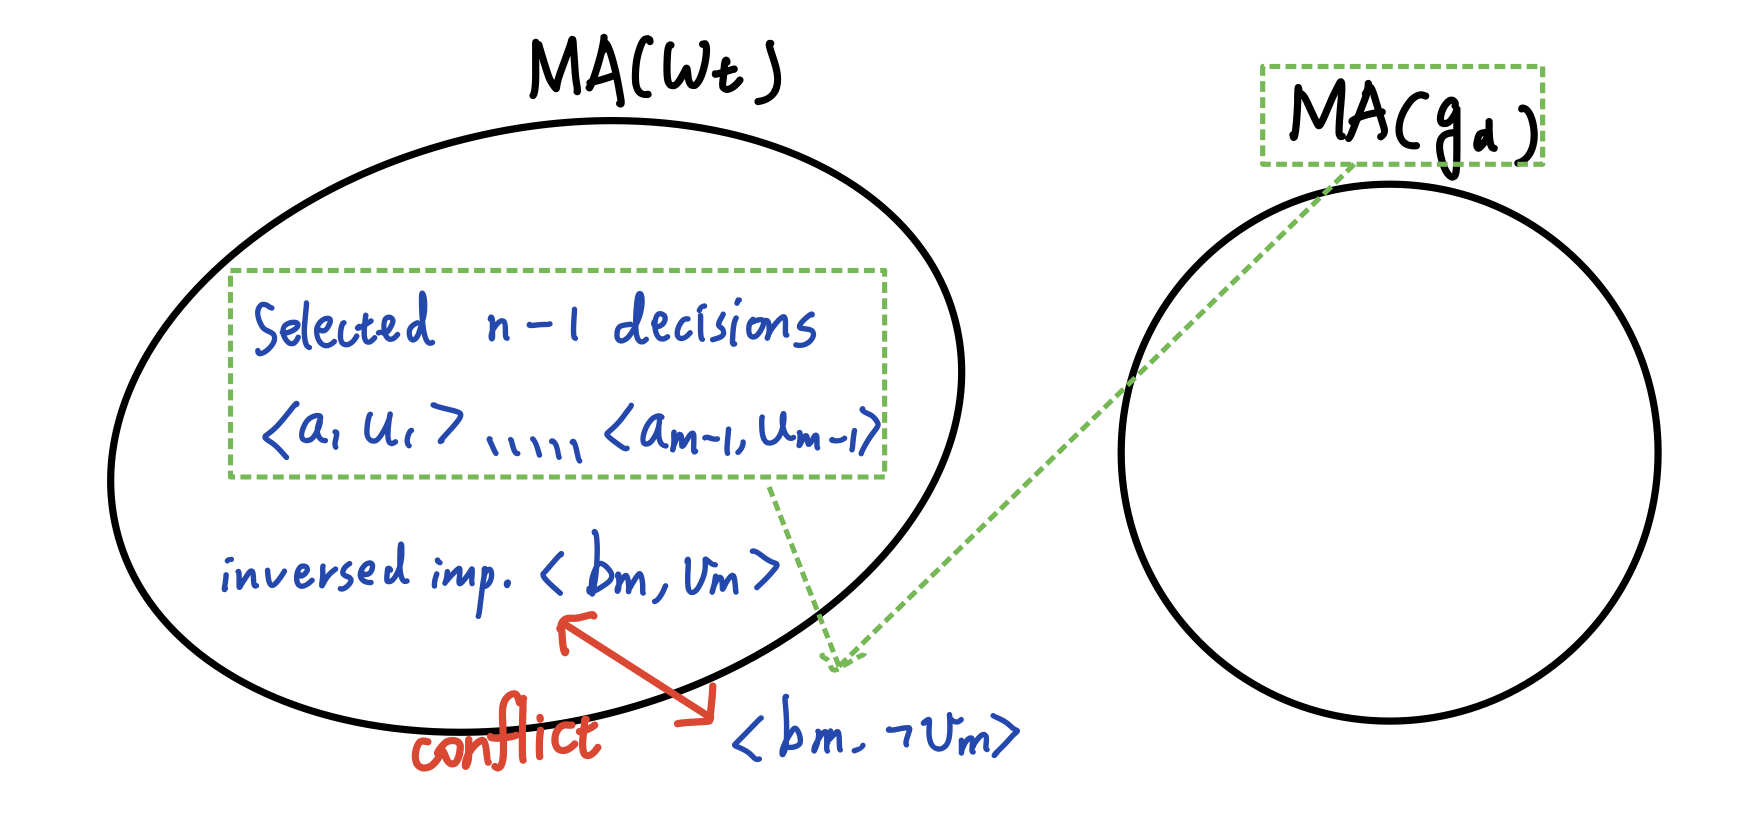 MA(Wt)
MA(gd)
Selected n-1 decisions
<a1 u1> ..... <am-1, um-1>
inversed imp. <bm, vm>
conflict
<bm. ¬vm>